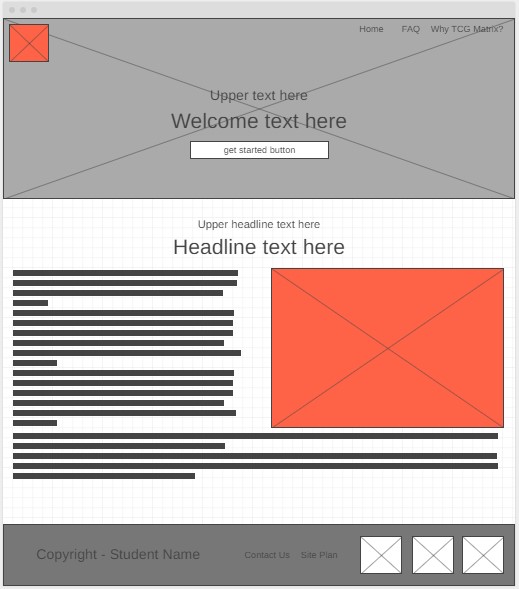 Home FAQ Why TCG Matrix?
Upper text here
Welcome text here
get started button
Upper headline text here
Headline text here
Copyright - Student Name
Contact Us Site Plan